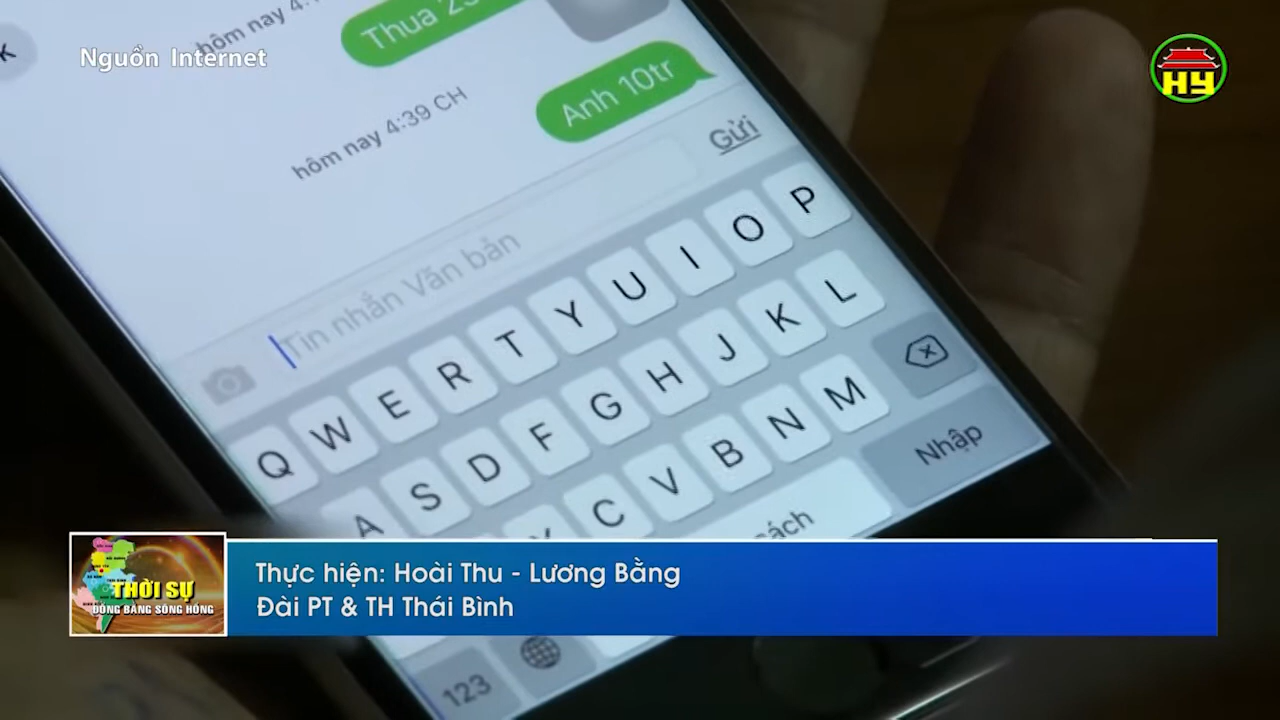 Nguồn Internet
HY
K
hôm nay 4:
Thua
hôm nay 4:39 CH
Anh 10tr
Gửi
Tin nhắn Văn bản
Q W E R T Y U I O P
A S D F G H J K L
C V B N M
Nhập
cách
123
THỜI SỰ
ĐỒNG BẰNG SÔNG HỒNG
Thực hiện: Hoài Thu - Lương Bằng
Đài PT & TH Thái Bình